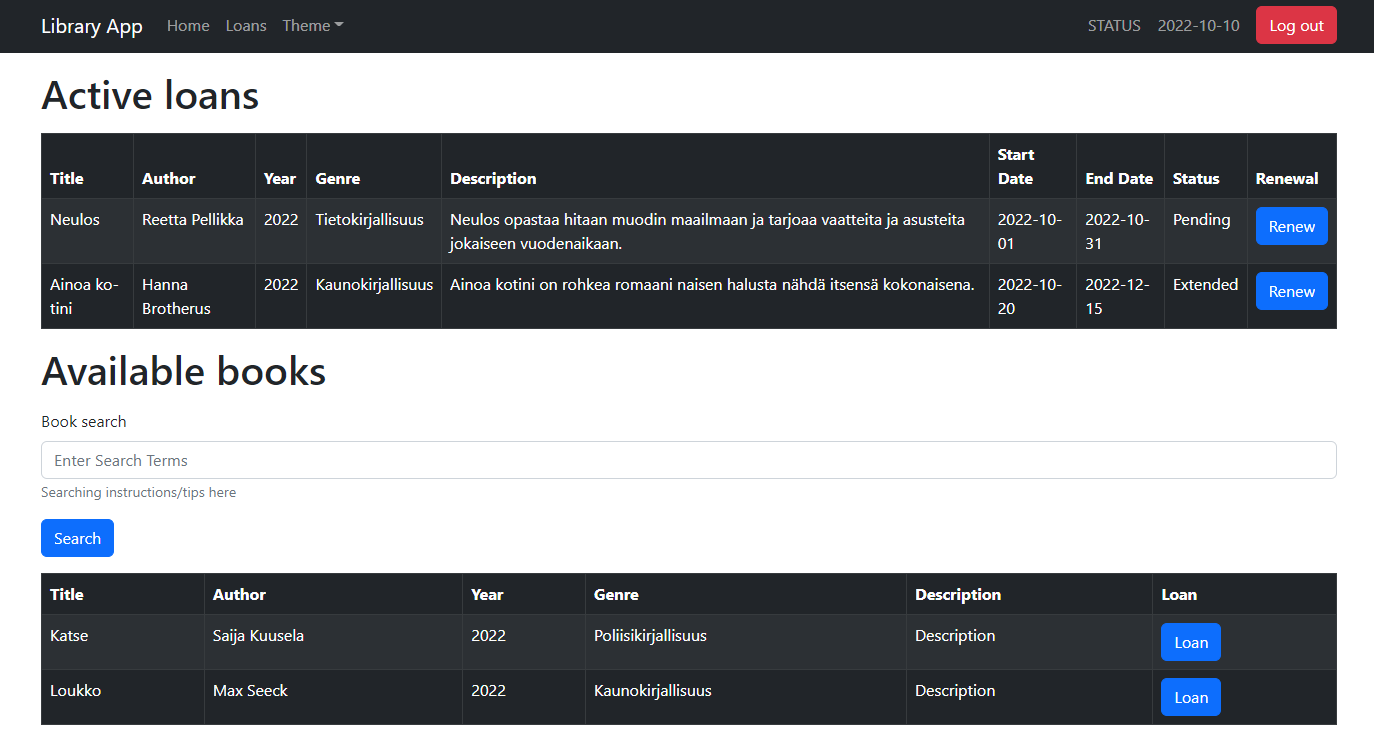 Library App Home Loans Theme STATUS 2022-10-10 Log out
Active loans
Title Author Year Genre Description Start Date End Date Status Renewal
Neulos Reetta Pellikka 2022 Tietokirjallisuus Neulos opastaa hitaan muodin maailmaan ja tarjoaa vaatteita ja asusteita 2022-10- 2022-10- Pending Renew
jokaiseen vuodenaikaan. 01 31
Ainoa ko- Hanna 2022 Kaunokirjallisuus Ainoa kotini on rohkea romaani naisen halusta nähdä itsensä kokonaisena. 2022-10- 2022-12- Extended Renew
tini Brotherus 20 15
Available books
Book search
Enter Search Terms
Searching instructions/tips here
Search
Title Author Year Genre Description Loan
Katse Saija Kuusela 2022 Poliisikirjallisuus Description Loan
Loukko Max Seeck 2022 Kaunokirjallisuus Description Loan